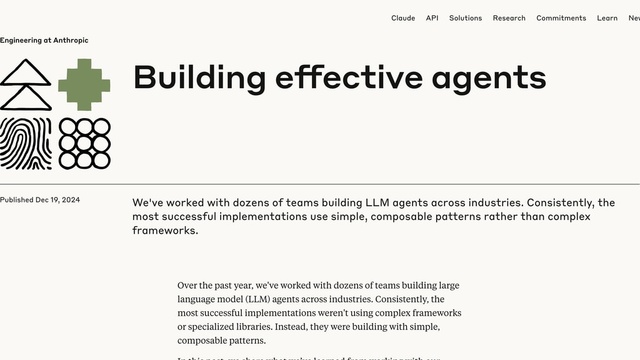 Claude API Solutions Research Commitments Learn
Engineering at Anthropic
Building effective agents
Published Dec 19, 2024
We've worked with dozens of teams building LLM agents across industries. Consistently, the
most successful implementations use simple, composable patterns rather than complex
frameworks.
Over the past year, we've worked with dozens of teams building large
language model (LLM) agents across industries. Consistently, the
most successful implementations weren't using complex frameworks
or specialized libraries. Instead, they were building with simple,
composable patterns.